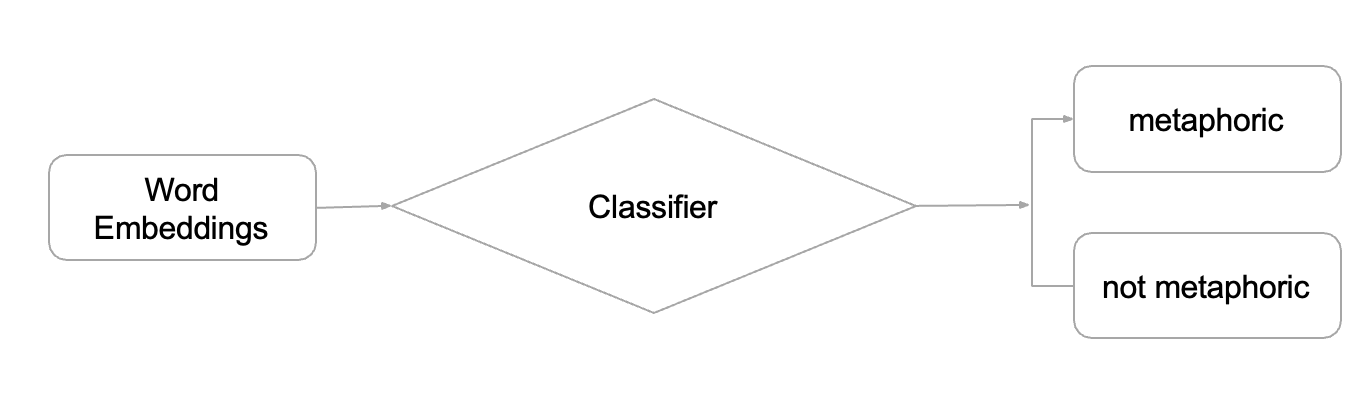 Word
Embeddings
Classifier
metaphoric
not metaphoric